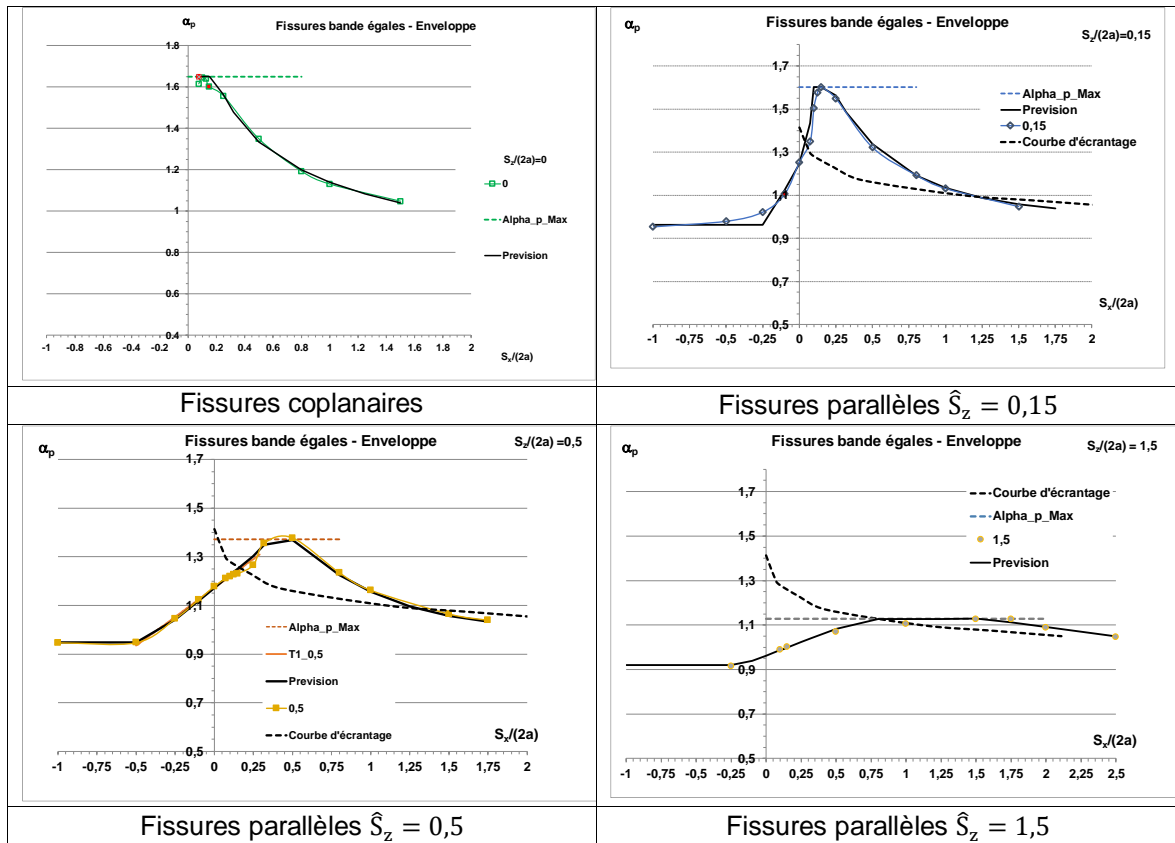 αp
Fissures bande égales - Enveloppe
1.8
1.6
1.4
1.2
1
1.8
1.6
1.4
1.2
0.4
-1 -0.8 -0.6 -0.4 -0.2 0 0.2 0.4 0.6 0.8 1 1.2 1.4 1.6 1.8 2
Sx/(2a)
Sz/(2a)=0
0
Alpha_p_Max
Prevision
Fissures coplanaires
αp
Fissures bande égales - Enveloppe
Sz/(2a)=0,15
1,7
1,5
1,3
1,1
0,9
0,7
0,5
-1 -0,75 -0,5 -0,25 0 0,25 0,5 0,75 1 1,25 1,5 1,75 2
Sx/(2a)
Alpha_p_Max
Prevision
0,15
Courbe d'écrantage
Fissures parallèles Ŝz = 0,15
Fissures bande égales - Enveloppe
αp
Sz/(2a) =0,5
1,7
1,5
1,3
1,1
0,9
0,7
0,5
-1 -0,75 -0,5 -0,25 0 0,25 0,5 0,75 1 1,25 1,5 1,75 2
Sx/(2a)
Alpha_p_Max
T1_0,5
Prevision
0,5
Courbe d'écrantage
Fissures parallèles Ŝz = 0,5
Fissures bande égales - Enveloppe
αp
Sz/(2a) = 1,5
1,7
1,5
1,3
1,1
0,9
0,7
0,5
-1 -0,75 -0,5 -0,25 0 0,25 0,5 0,75 1 1,25 1,5 1,75 2 2,5
Sx/(2a)
Courbe d'écrantage
Alpha_p_Max
1,5
Prevision
Fissures parallèles Ŝz = 1,5